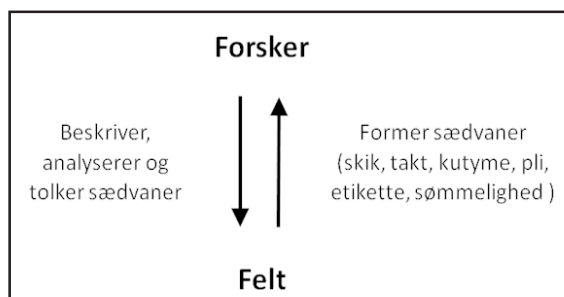 Forsker
Beskriver,
analyserer og
tolker sædvaner
Former sædvaner
(skik, takt, kutyme, pli,
etikette, sømmelighed )
Felt